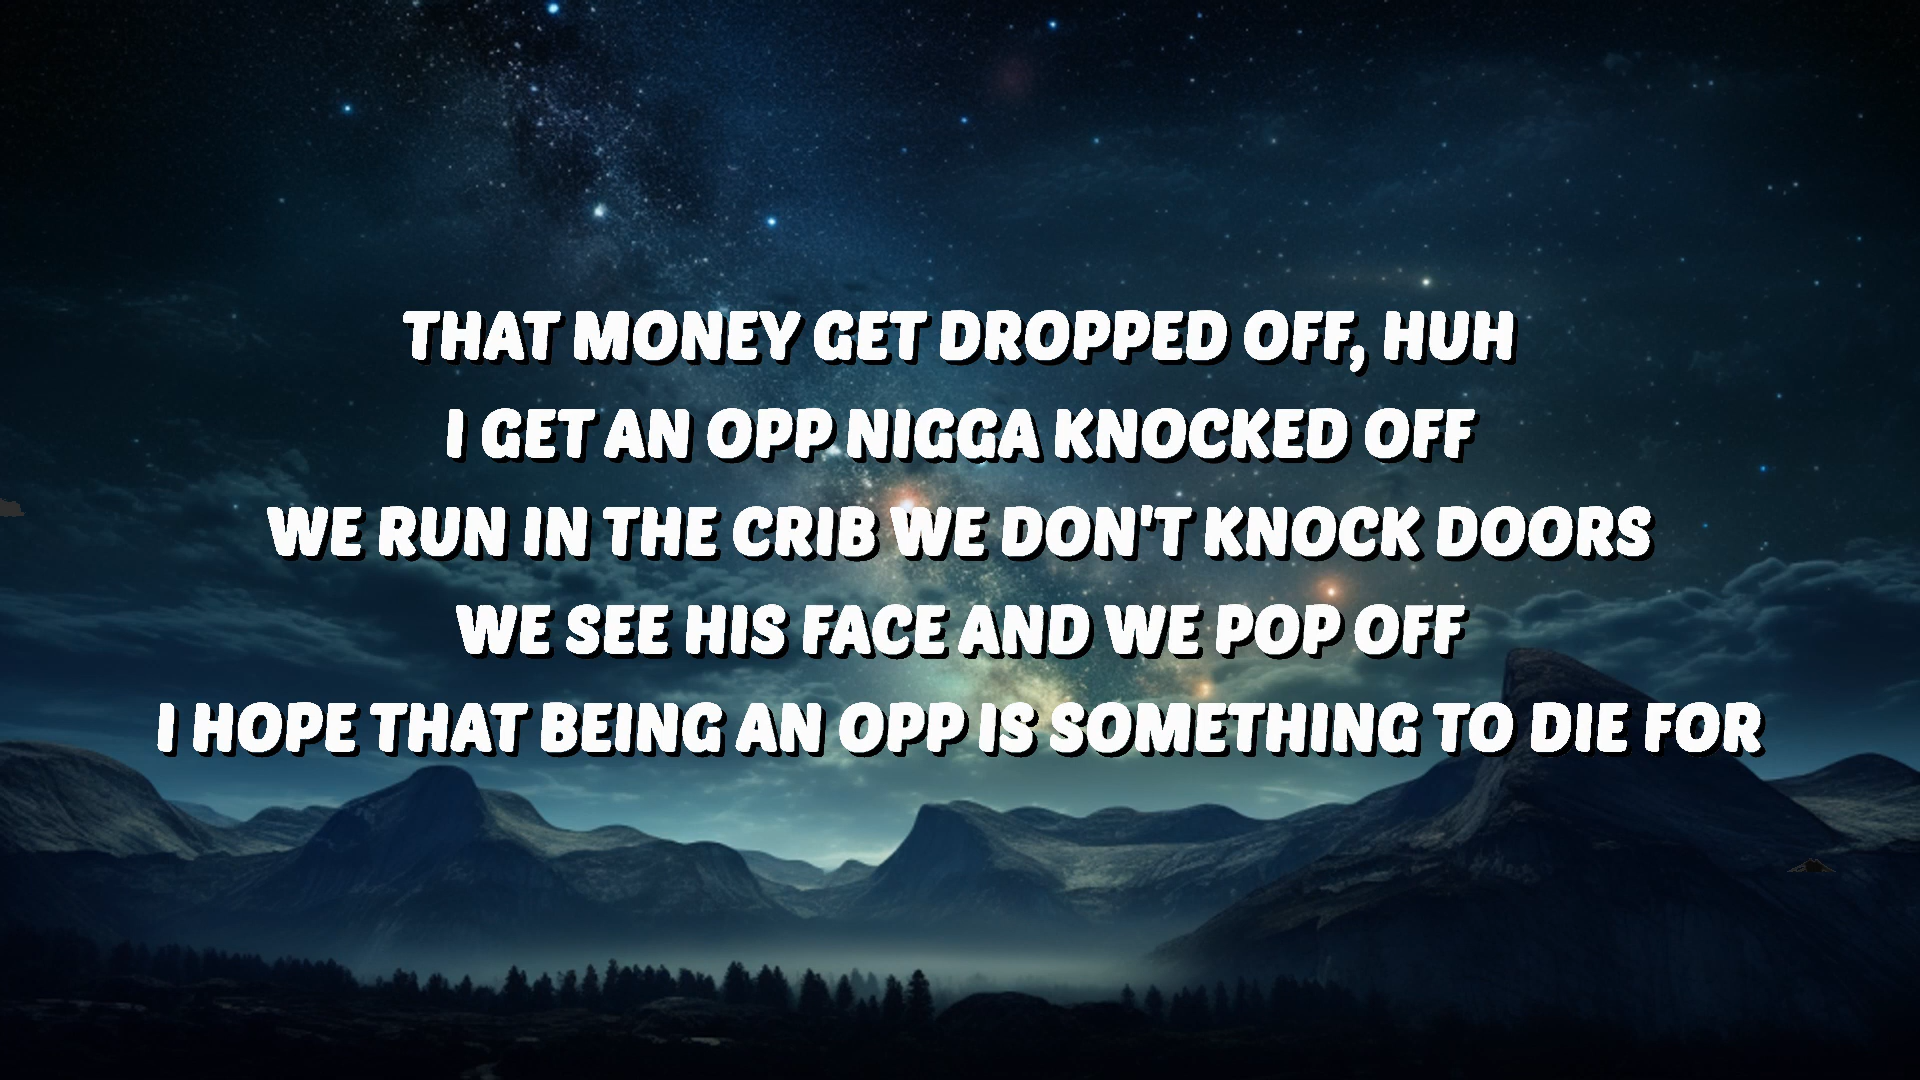 THAT MONEY GET DROPPED OFF, HUH
I GET AN OPP NIGGA KNOCKED OFF
WE RUN IN THE CRIB WE DON'T KNOCK DOORS
WE SEE HIS FACE AND WE POP OFF
I HOPE THAT BEING AN OPP IS SOMETHING TO DIE FOR